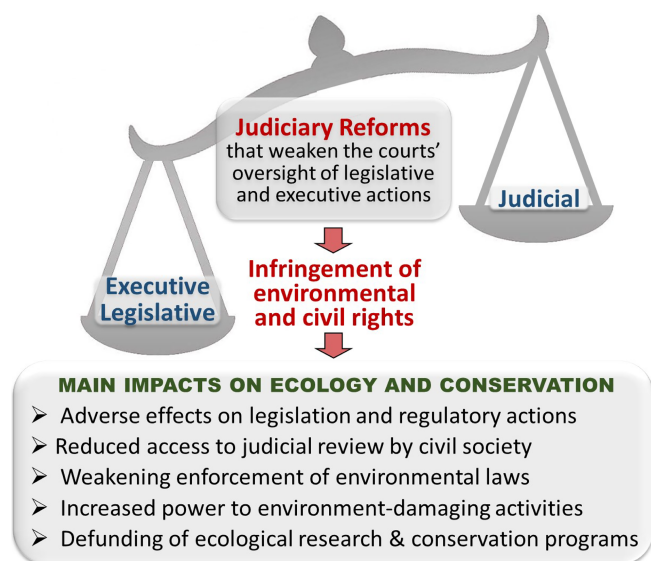 Judiciary Reforms
that weaken the courts’
oversight of legislative
and executive actions
Judicial
Executive
Legislative
Infringement of
environmental
and civil rights
MAIN IMPACTS ON ECOLOGY AND CONSERVATION
➢ Adverse effects on legislation and regulatory actions
➢ Reduced access to judicial review by civil society
➢ Weakening enforcement of environmental laws
➢ Increased power to environment-damaging activities
➢ Defunding of ecological research & conservation programs